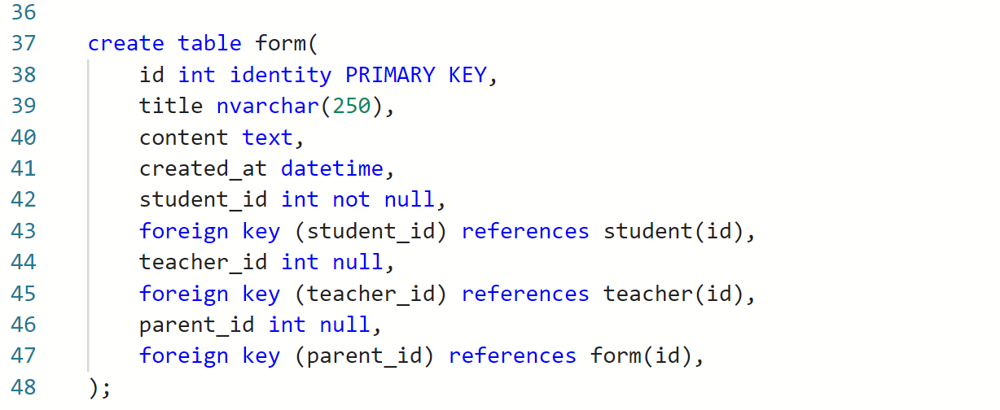 36
37 create table form(
38 id int identity PRIMARY KEY,
39 title nvarchar(250),
40 content text,
41 created_at datetime,
42 student_id int not null,
43 foreign key (student_id) references student(id),
44 teacher_id int null,
45 foreign key (teacher_id) references teacher(id),
46 parent_id int null,
47 foreign key (parent_id) references form(id),
48 );